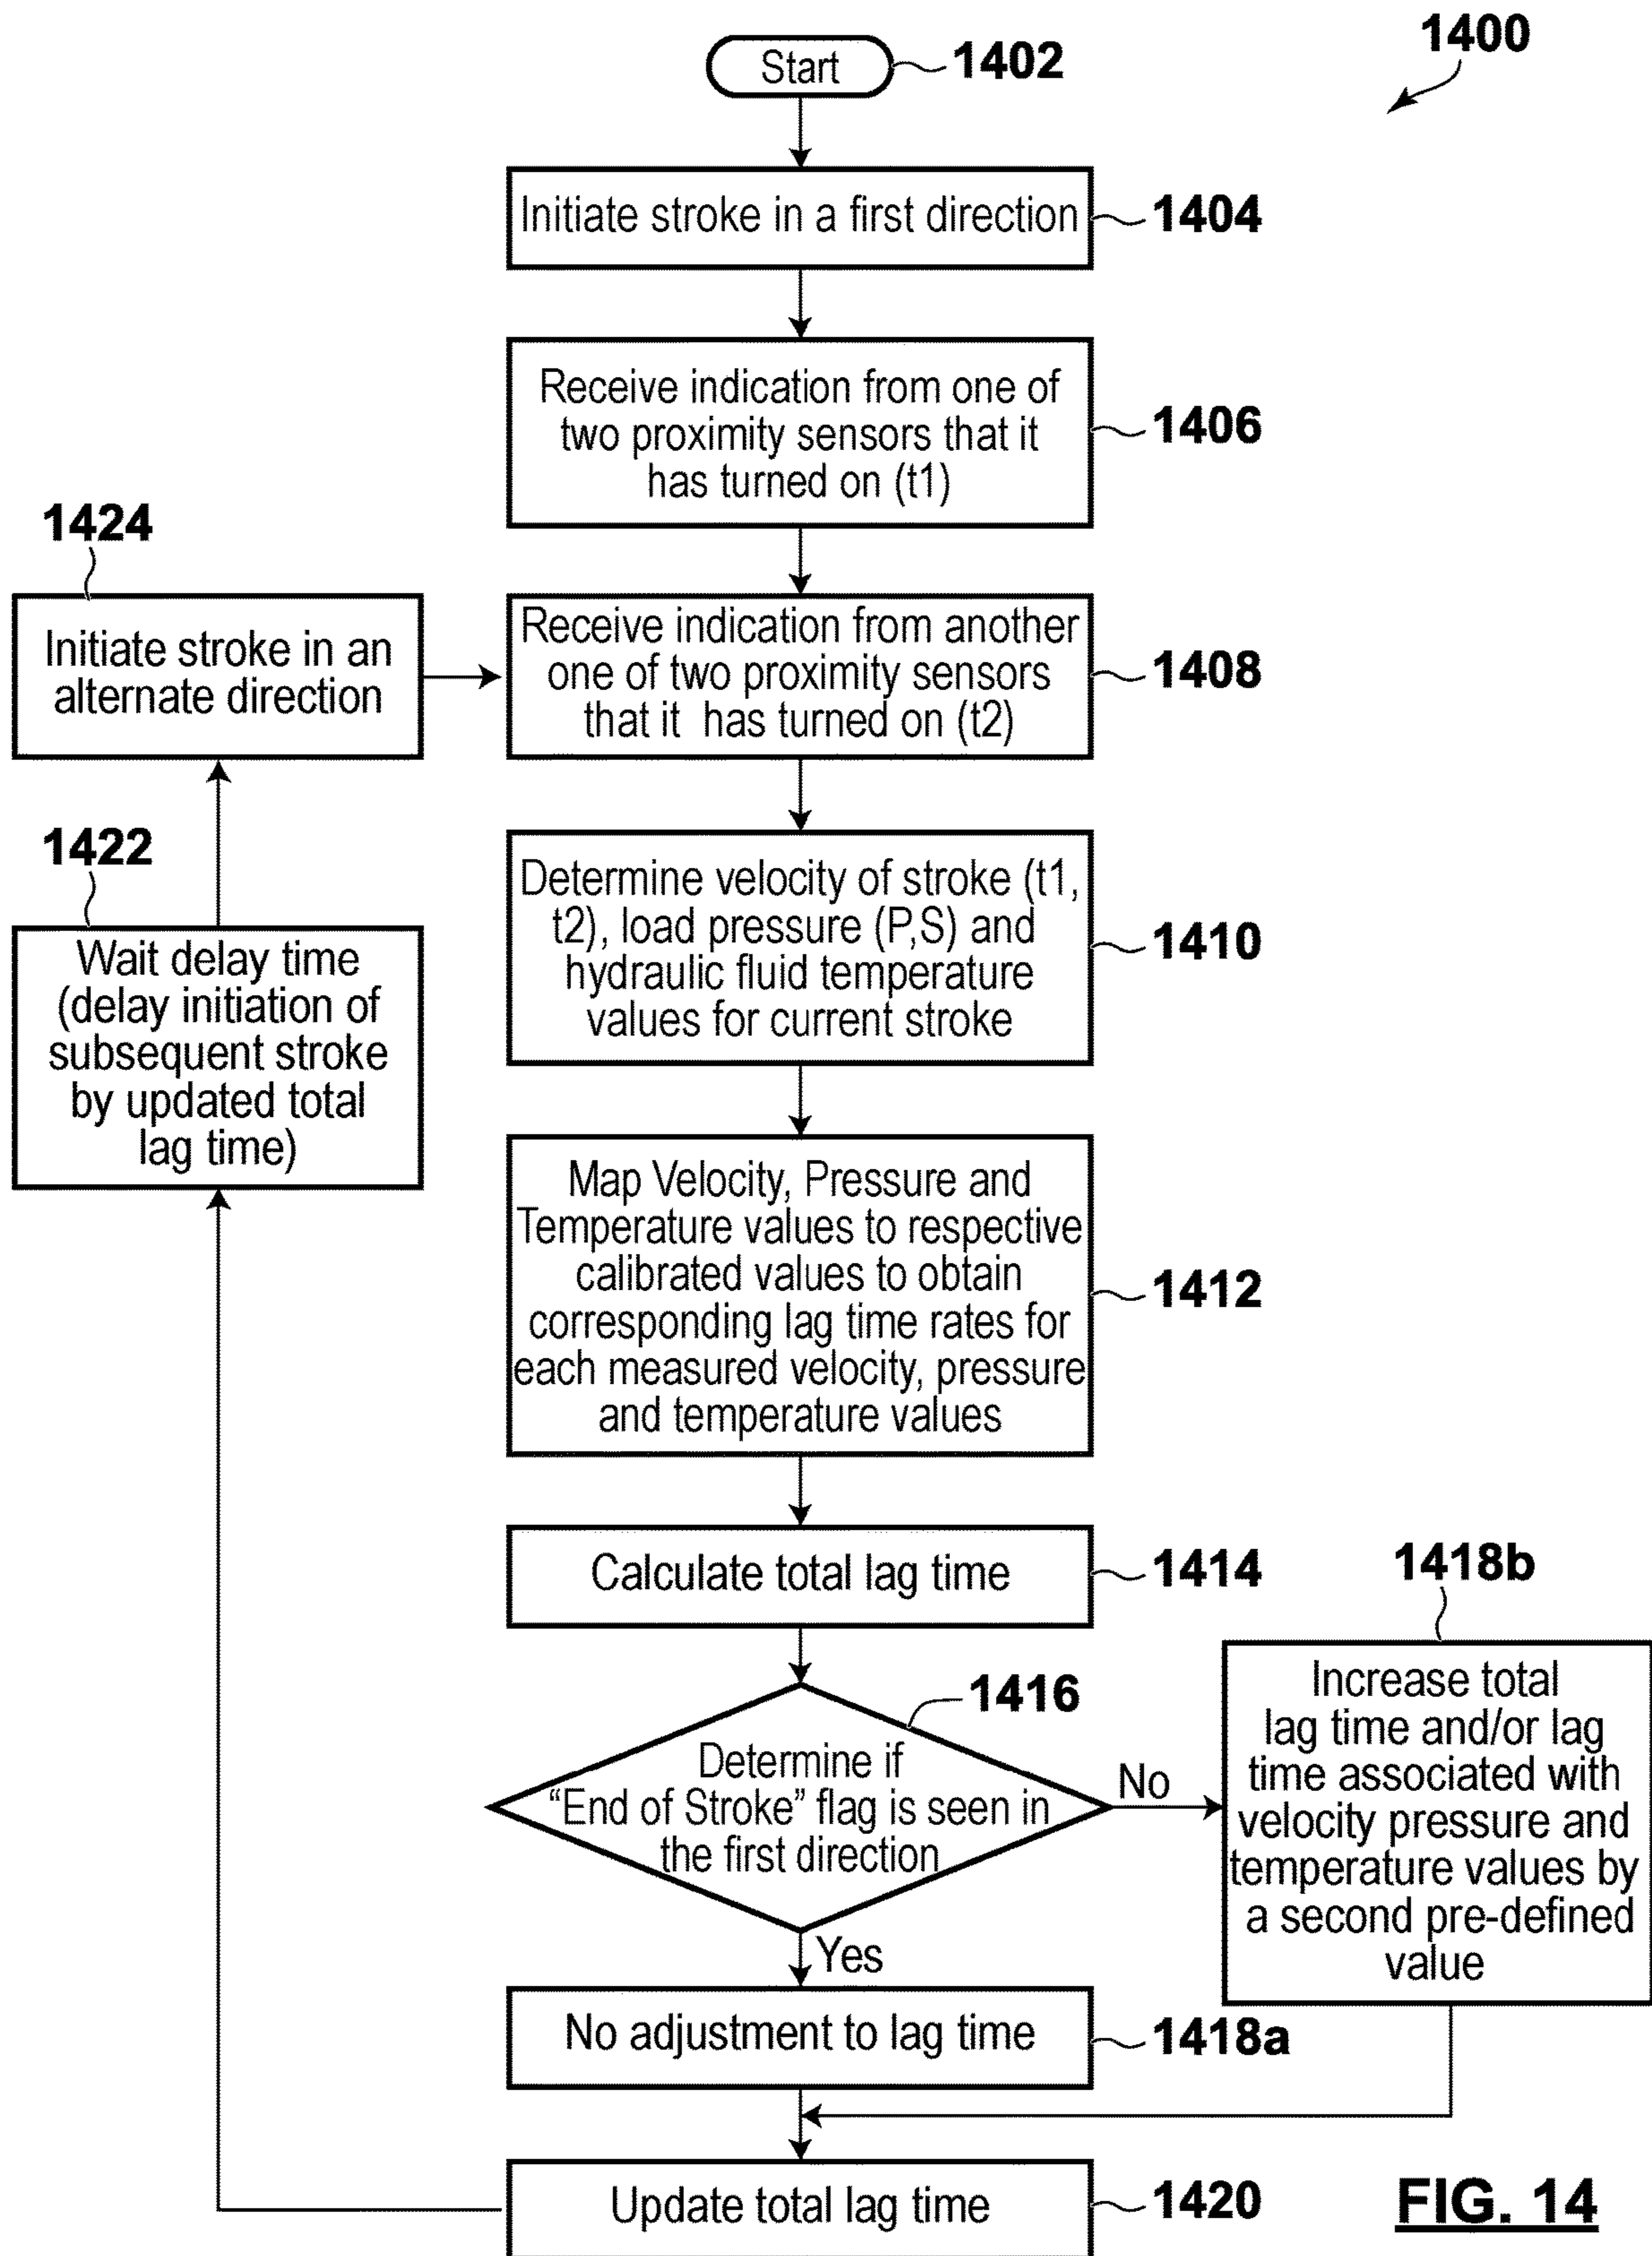 1400
Start
1402
Initiate stroke in a first direction
1404
Receive indication from one of
two proximity sensors that it
has turned on (t1)
1406
1424
Initiate stroke in an
alternate direction
Receive indication from another
one of two proximity sensors
that it has turned on (t2)
1408
1422
Wait delay time
(delay initiation of
subsequent stroke
by updated total
lag time)
Determine velocity of stroke (t1,
t2), load pressure (P,S) and
hydraulic fluid temperature
values for current stroke
1410
Map Velocity, Pressure and
Temperature values to respective
calibrated values to obtain
corresponding lag time rates for
each measured velocity, pressure
and temperature values
1412
Calculate total lag time
1414
1416
Determine if
“End of Stroke” flag is seen in
the first direction
No
1418b
Increase total
lag time and/or lag
time associated with
velocity pressure and
temperature values by
a second pre-defined
value
Yes
No adjustment to lag time
1418a
Update total lag time
1420
FIG. 14